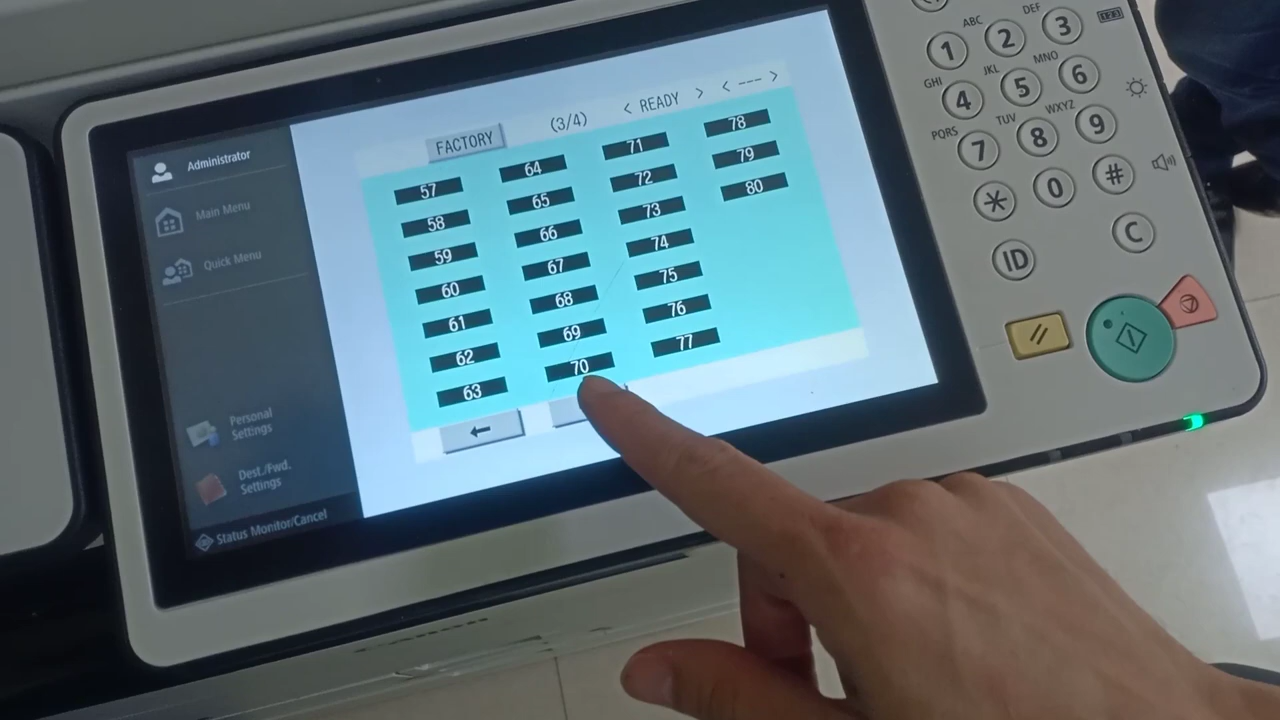 Administrator
Main Menu
Quick Menu
Personal
Settings
Dest./Fwd.
Settings
Status Monitor/Cancel
FACTORY (3/4) < READY > < --- >
57 64 71 78
58 65 72 79
59 66 73 80
60 67 74
61 68 75
62 69 76
63 70 77
←
ABC DEF
1 2 3
GHI JKL MNO
4 5 6
PQRS TUV WXYZ
7 8 9
* 0 #
ID C